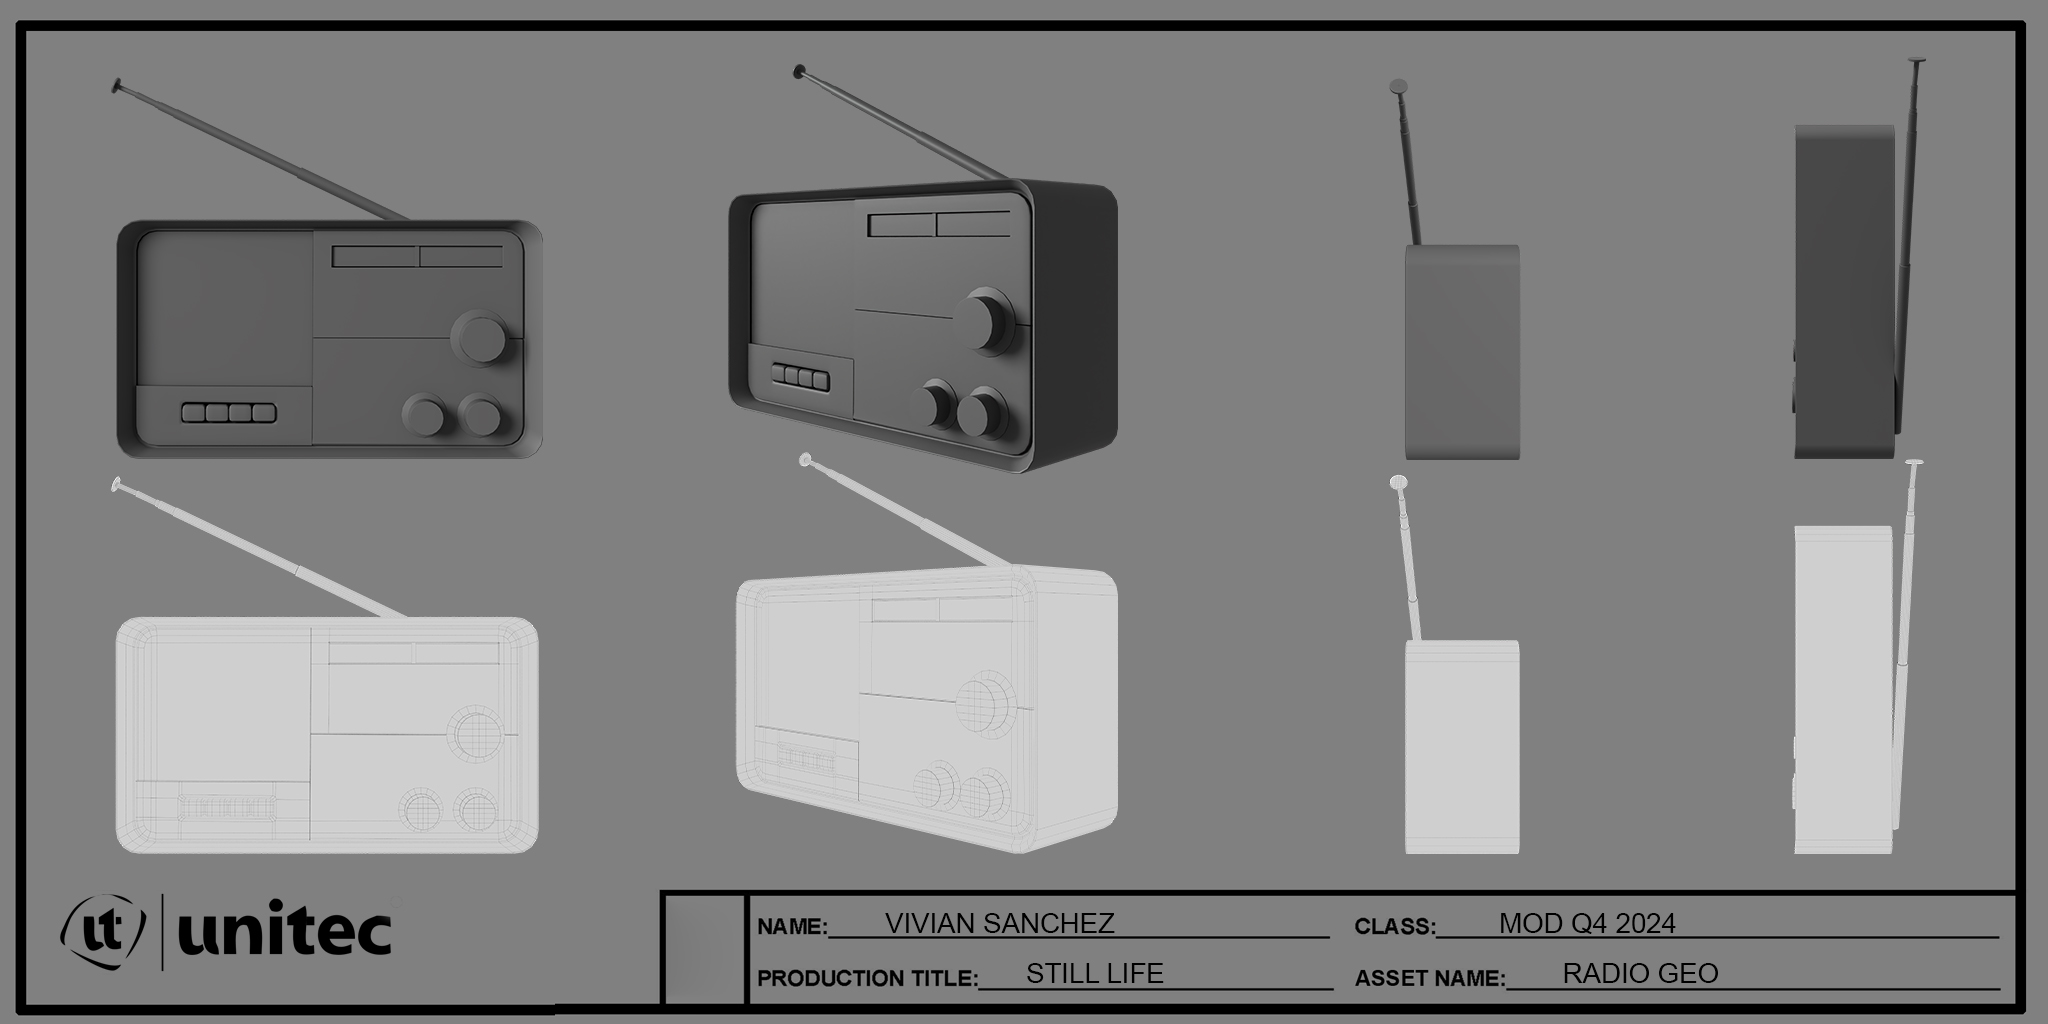 ut unitec
NAME: VIVIAN SANCHEZ CLASS: MOD Q4 2024
PRODUCTION TITLE: STILL LIFE ASSET NAME: RADIO GEO